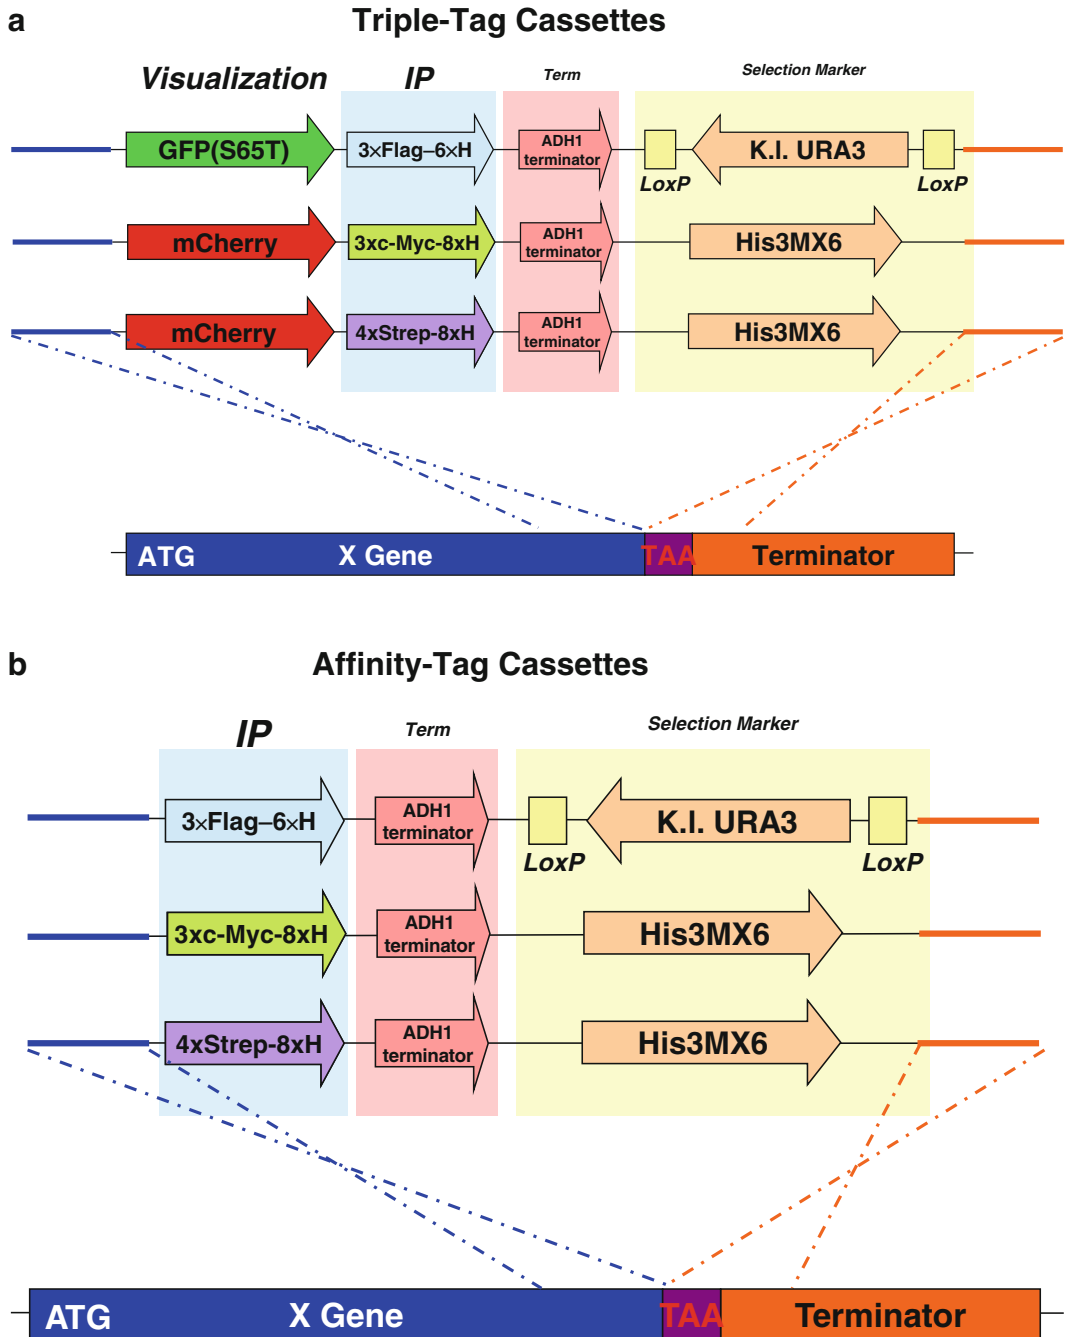 a
Triple-Tag Cassettes
Visualization
IP
Term
Selection Marker
GFP(S65T)
3×Flag–6×H
ADH1
terminator
K.l. URA3
LoxP
LoxP
mCherry
3xc-Myc-8xH
ADH1
terminator
His3MX6
mCherry
4xStrep-8xH
ADH1
terminator
His3MX6
ATG
X Gene
TAA
Terminator
b
Affinity-Tag Cassettes
IP
Term
Selection Marker
3×Flag–6×H
ADH1
terminator
K.l. URA3
LoxP
LoxP
3xc-Myc-8xH
ADH1
terminator
His3MX6
4xStrep-8xH
ADH1
terminator
His3MX6
ATG
X Gene
TAA
Terminator